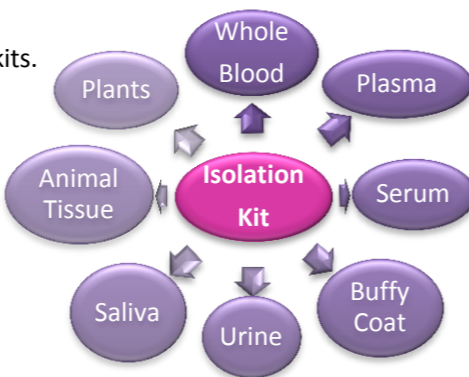 kits.
Whole
Blood
Plasma
Serum
Buffy
Coat
Urine
Saliva
Animal
Tissue
Plants
Isolation
Kit